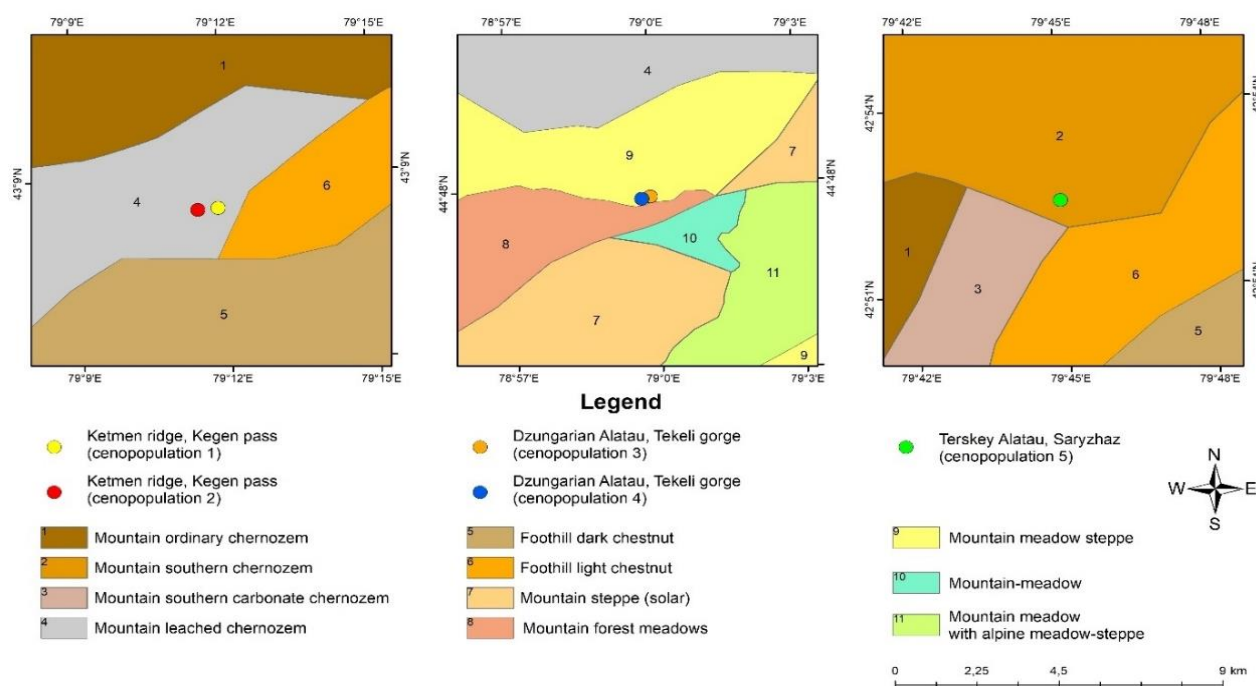 79°9'E 79°12'E 79°15'E
78°57'E 79°0'E 79°3'E
79°42'E 79°45'E 79°48'E
1
4
6
5
43°9'N
43°9'N
79°9'E 79°12'E 79°15'E
4
9
7
8
10
11
7
9
44°48'N
44°48'N
78°57'E 79°0'E 79°3'E
2
1
3
6
5
42°54'N
42°51'N
42°54'N
42°54'N
79°42'E 79°45'E 79°48'E
Legend
Ketmen ridge, Kegen pass
(cenopopulation 1)
Ketmen ridge, Kegen pass
(cenopopulation 2)
1 Mountain ordinary chernozem
2 Mountain southern chernozem
3 Mountain southern carbonate chernozem
4 Mountain leached chernozem
Dzungarian Alatau, Tekeli gorge
(cenopopulation 3)
Dzungarian Alatau, Tekeli gorge
(cenopopulation 4)
5 Foothill dark chestnut
6 Foothill light chestnut
7 Mountain steppe (solar)
8 Mountain forest meadows
Terskey Alatau, Saryzhaz
(cenopopulation 5)
N
W E
S
9 Mountain meadow steppe
10 Mountain-meadow
11 Mountain meadow
with alpine meadow-steppe
0 2,25 4,5 9 km